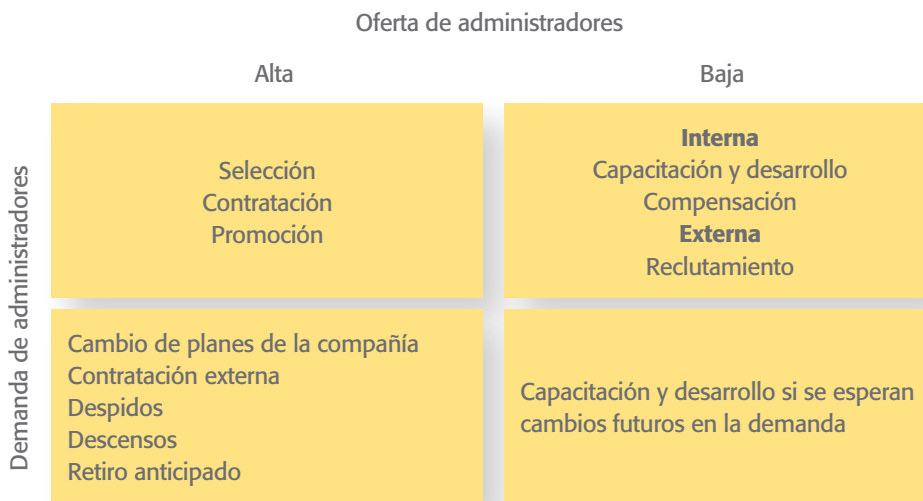 Oferta de administradores
Alta
Baja
Demanda de administradores
Selección
Contratación
Promoción
Interna
Capacitación y desarrollo
Compensación
Externa
Reclutamiento
Cambio de planes de la compañía
Contratación externa
Despidos
Descensos
Retiro anticipado
Capacitación y desarrollo si se esperan
cambios futuros en la demanda